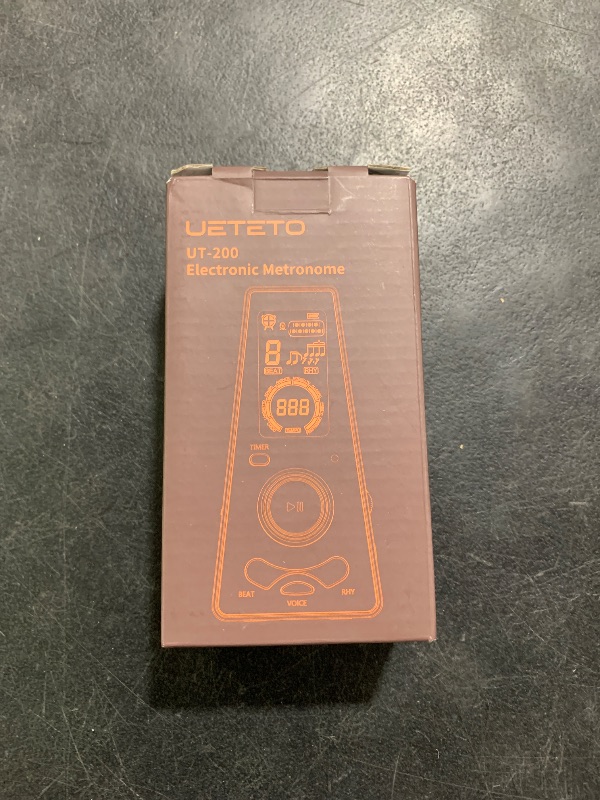 UETETO
UT-200
Electronic Metronome
8
BEAT
RHY
888
TIMER
BEAT
RHY
VOICE